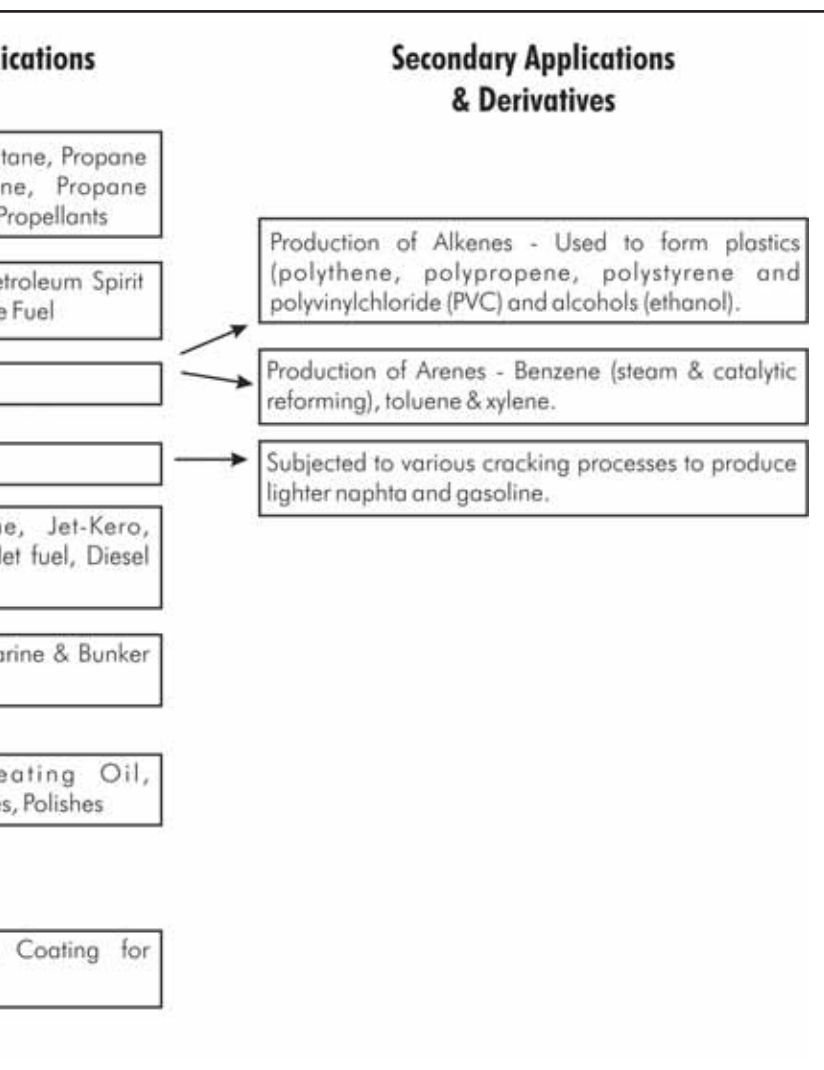 ications
tane, Propane
ne, Propane
Propellants
etroleum Spirit
e Fuel
ne, Jet-Kero,
Jet fuel, Diesel
arine & Bunker
eating Oil,
es, Polishes
Coating for
Secondary Applications
& Derivatives
Production of Alkenes - Used to form plastics
(polythene, polypropene, polystyrene and
polyvinylchloride (PVC) and alcohols (ethanol).
Production of Arenes - Benzene (steam & catalytic
reforming), toluene & xylene.
Subjected to various cracking processes to produce
lighter naphta and gasoline.